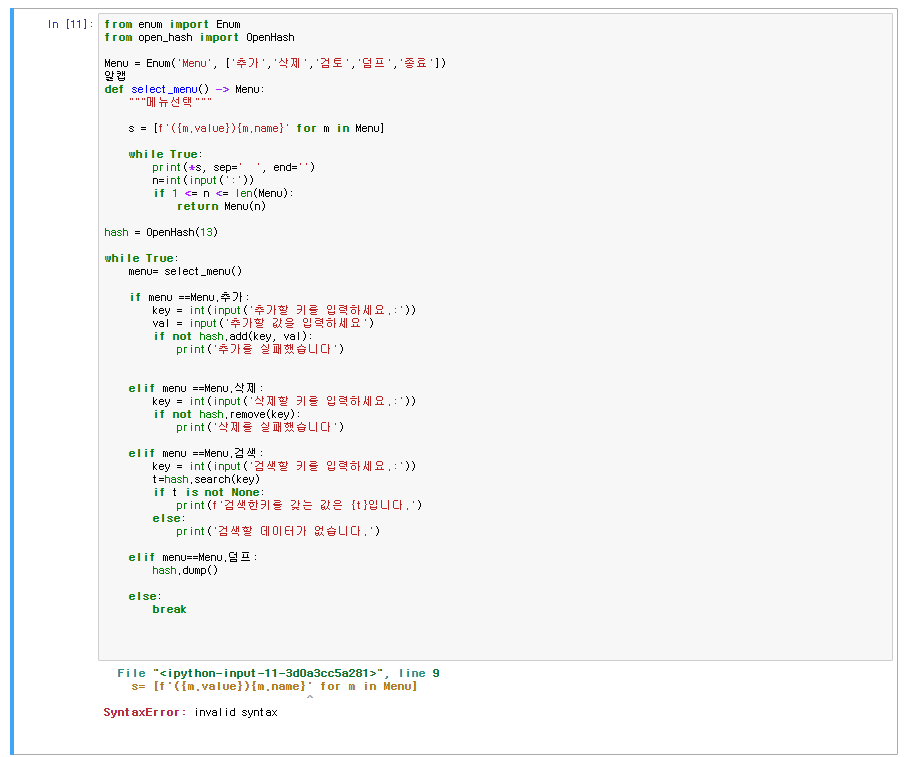 In [11]:
from enum import Enum
from open_hash import OpenHash
Menu = Enum('Menu', ['추가','삭제','검토','덤프','종료'])
알랩
def select_menu() -> Menu:
"""메뉴선택"""
s = [f'({m.value}){m.name}' for m in Menu]
while True:
print(*s, sep='  ', end='')
n=int(input(':'))
if 1 <= n <= len(Menu):
return Menu(n)
hash = OpenHash(13)
while True:
menu= select_menu()
if menu ==Menu.추가:
key = int(input('추가할 키를 입력하세요.:'))
val = input('추가할 값을 입력하세요')
if not hash.add(key, val):
print('추가를 실패했습니다')
elif menu ==Menu.삭제:
key = int(input('삭제할 키를 입력하세요.:'))
if not hash.remove(key):
print('삭제를 실패했습니다')
elif menu ==Menu.검색:
key = int(input('검색할 키를 입력하세요.:'))
t=hash.search(key)
if t is not None:
print(f'검색한키를 갖는 값은 {t}입니다.')
else:
print('검색할 데이터가 없습니다.')
elif menu==Menu.덤프:
hash.dump()
else:
break
File "<ipython-input-11-3d0a3cc5a281>", line 9
s= [f'({m.value}){m.name}' for m in Menu]
^
SyntaxError: invalid syntax